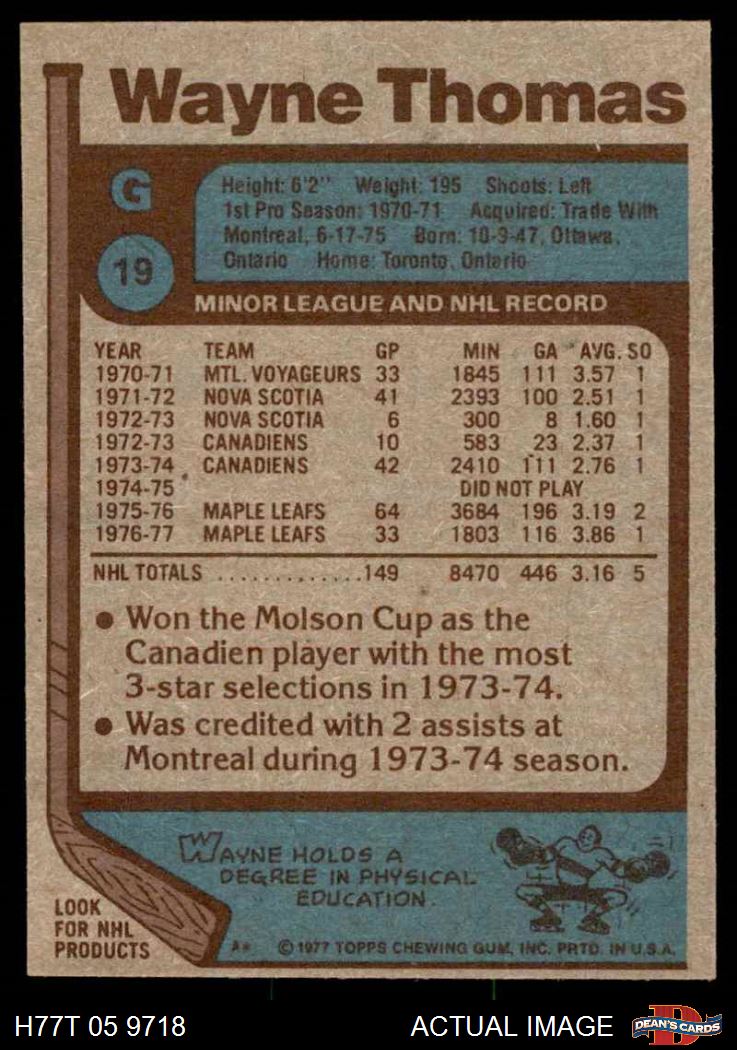 Wayne Thomas
G
19
Height: 6'2" Weight: 195 Shoots: Left
1st Pro Season: 1970-71 Acquired: Trade With
Montreal, 6-17-75 Born: 10-9-47, Ottawa,
Ontario Home: Toronto, Ontario
MINOR LEAGUE AND NHL RECORD
YEAR TEAM GP MIN GA AVG. SO
1970-71 MTL. VOYAGEURS 33 1845 111 3.57 1
1971-72 NOVA SCOTIA 41 2393 100 2.51 1
1972-73 NOVA SCOTIA 6 300 8 1.60 1
1972-73 CANADIENS 10 583 23 2.37 1
1973-74 CANADIENS 42 2410 111 2.76 1
1974-75 DID NOT PLAY
1975-76 MAPLE LEAFS 64 3684 196 3.19 2
1976-77 MAPLE LEAFS 33 1803 116 3.86 1
NHL TOTALS ..............149 8470 446 3.16 5
• Won the Molson Cup as the
Canadien player with the most
3-star selections in 1973-74.
• Was credited with 2 assists at
Montreal during 1973-74 season.
WAYNE HOLDS A
DEGREE IN PHYSICAL
EDUCATION.
LOOK
FOR NHL
PRODUCTS
A** © 1977 TOPPS CHEWING GUM, INC. PRTD. IN U.S.A.
H77T 05 9718 ACTUAL IMAGE
DEAN'S CARDS